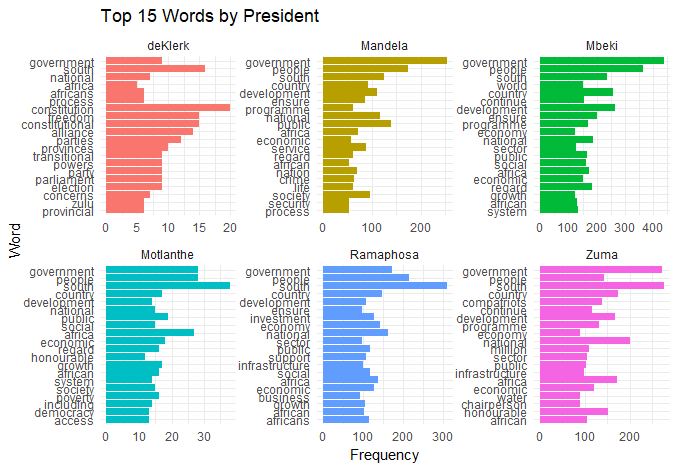 Top 15 Words by President
deKlerk
government
south
national
africa
africans
process
constitution
freedom
constitutional
alliance
parties
provinces
transitional
powers
party
parliament
election
concerns
zulu
provincial
0 5 10 15 20
Mandela
government
people
south
country
development
ensure
programme
national
public
africa
economic
service
regard
african
nation
crime
life
society
security
process
0 100 200
Mbeki
government
people
south
world
country
continue
development
ensure
programme
economy
national
sector
public
social
africa
economic
regard
growth
african
system
0 100 200 300 400
Word
Motlanthe
government
people
south
country
development
national
public
social
africa
economic
regard
honourable
growth
african
system
society
poverty
including
democracy
access
0 10 20 30
Ramaphosa
government
people
south
country
development
ensure
investment
economy
national
sector
public
support
infrastructure
social
africa
economic
business
growth
african
africans
0 100 200 300
Zuma
government
people
south
country
compatriots
continue
development
programme
economy
national
million
sector
public
infrastructure
africa
economic
water
chairperson
honourable
african
0 100 200
Frequency